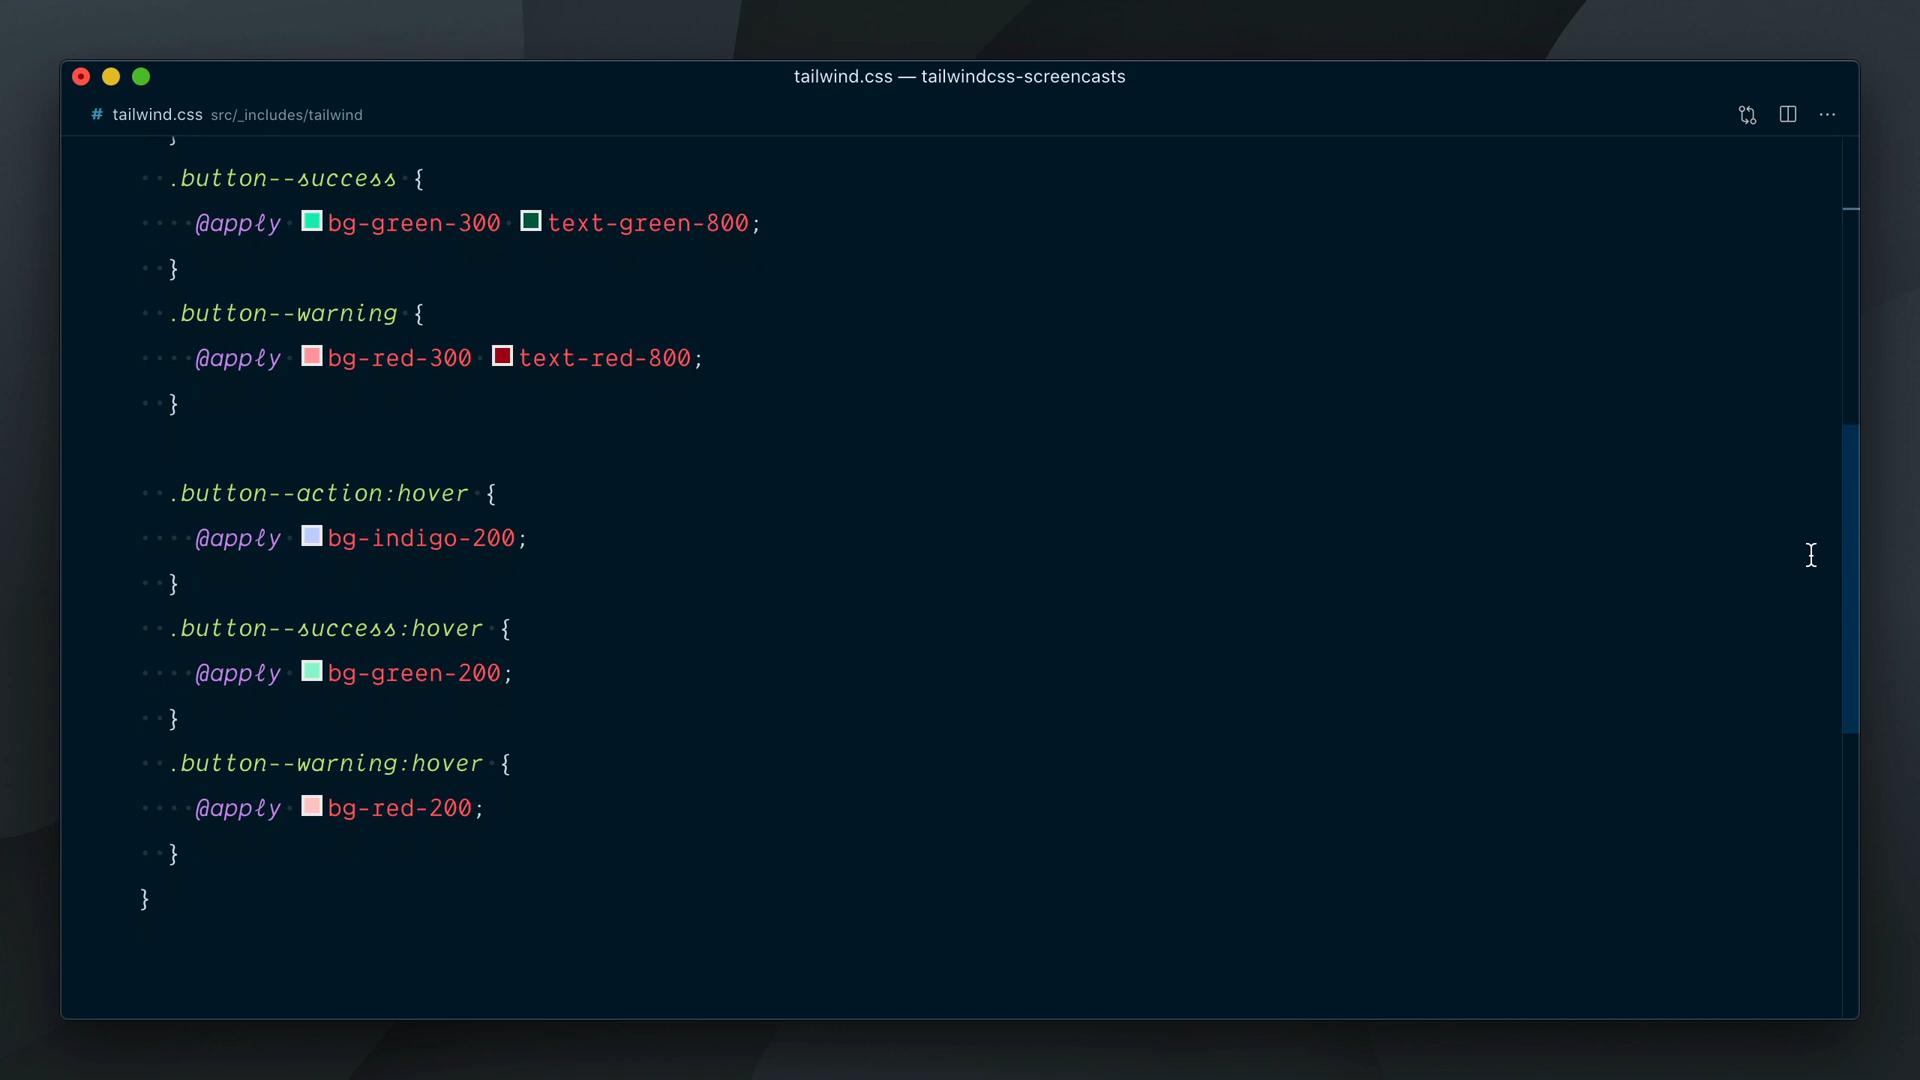 tailwind.css — tailwindcss-screencasts
# tailwind.css src/_includes/tailwind
}
.button--success {
@apply bg-green-300 text-green-800;
}
.button--warning {
@apply bg-red-300 text-red-800;
}
.button--action:hover {
@apply bg-indigo-200;
}
.button--success:hover {
@apply bg-green-200;
}
.button--warning:hover {
@apply bg-red-200;
}
}